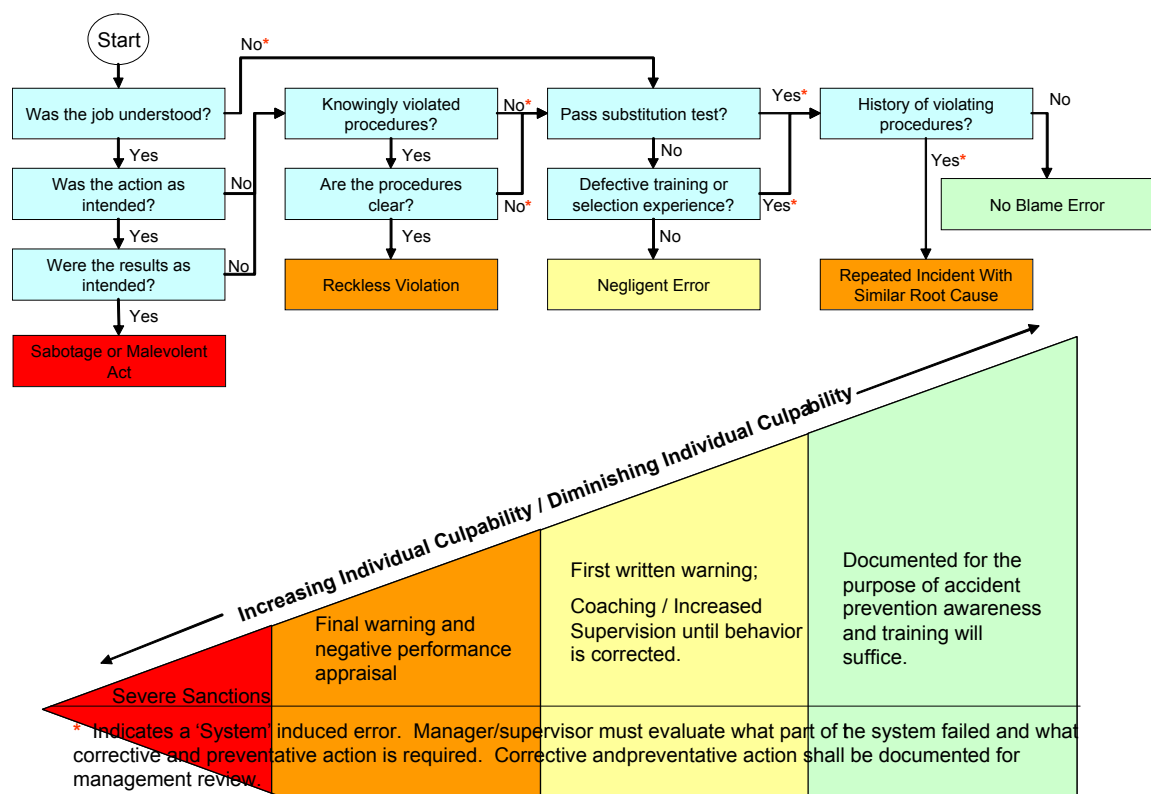 Start
No*
Was the job understood?
Yes
Was the action as
intended?
No
Yes
Were the results as
intended?
No
Yes
Sabotage or Malevolent
Act
Knowingly violated
procedures?
No*
Yes
Are the procedures
clear?
No*
Yes
Reckless Violation
Pass substitution test?
Yes*
No
Defective training or
selection experience?
Yes*
No
Negligent Error
History of violating
procedures?
No
Yes*
No Blame Error
Repeated Incident With
Similar Root Cause
Increasing Individual Culpability / Diminishing Individual Culpability
Severe Sanctions
Final warning and
negative performance
appraisal
First written warning;
Coaching / Increased
Supervision until behavior
is corrected.
Documented for the
purpose of accident
prevention awareness
and training will
suffice.
* Indicates a ‘System’ induced error. Manager/supervisor must evaluate what part of the system failed and what
corrective and preventative action is required. Corrective andpreventative action shall be documented for
management review.